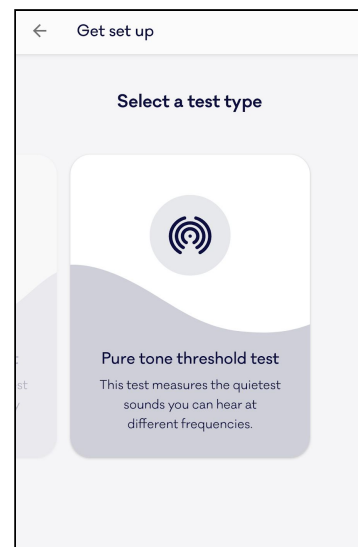 Get set up
Select a test type
Pure tone threshold test
This test measures the quietest
sounds you can hear at
different frequencies.
st